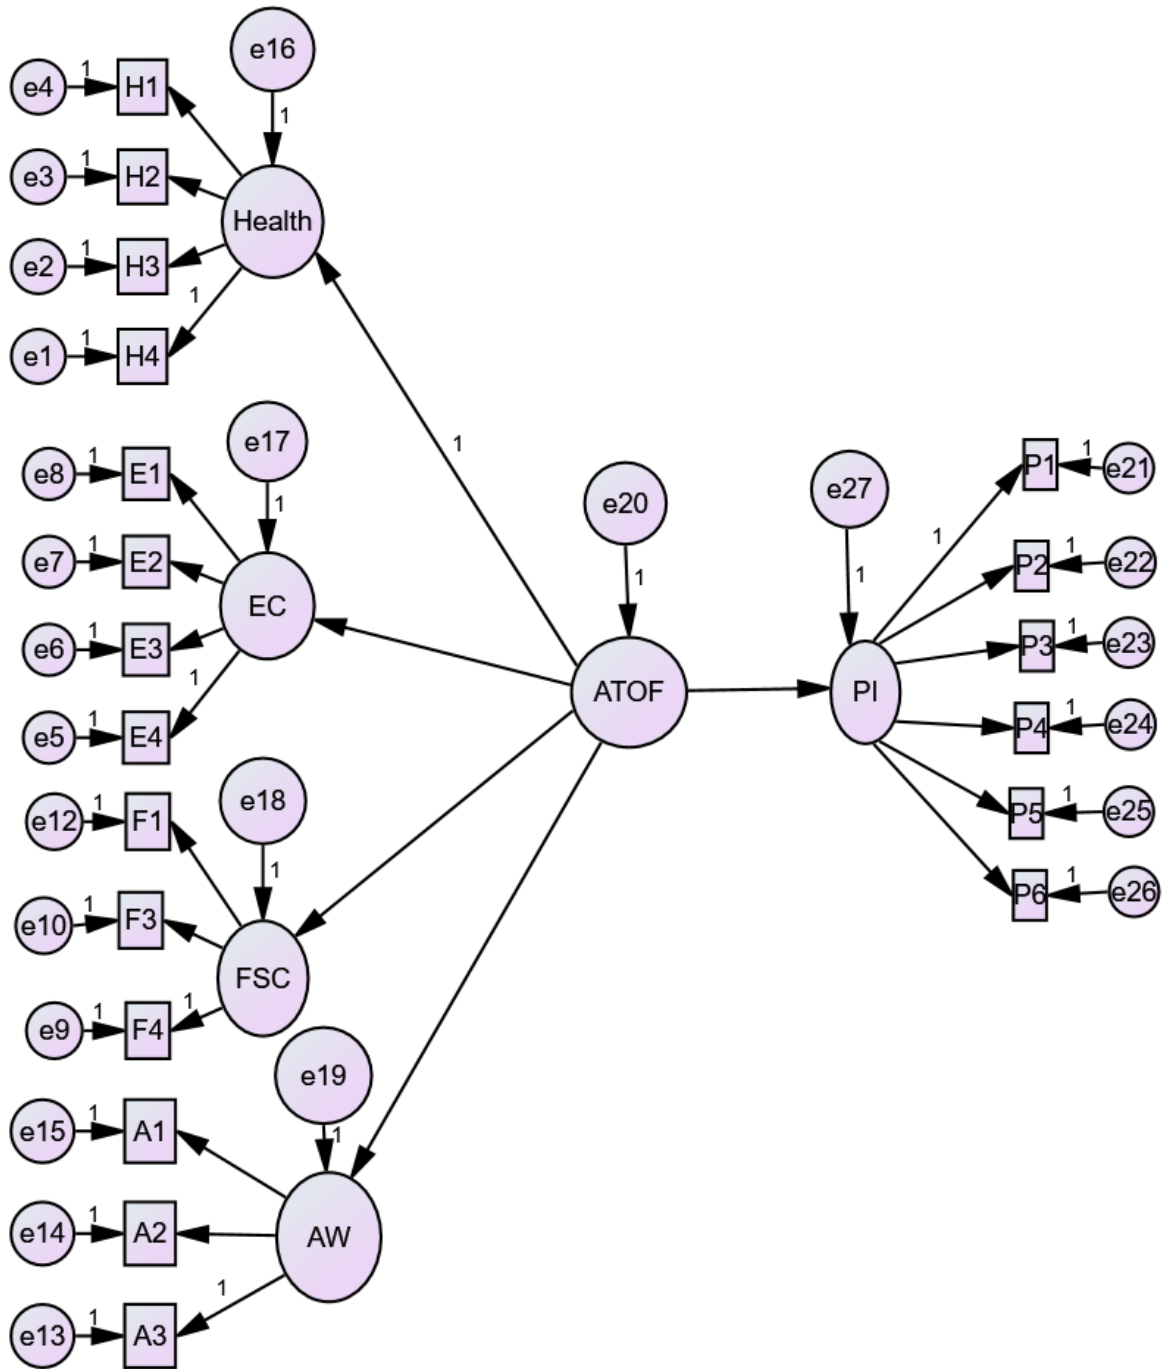 e16
e4 1 H1
1
e3 1 H2
Health
e2 1 H3
1
e1 1 H4
e17
1
e8 1 E1
e7 1 E2
EC
e6 1 E3
1
e5 1 E4
e18
1
e12 1 F1
e10 1 F3
FSC
1
e9 1 F4
e19
1
e15 1 A1
e14 1 A2
AW
1
e13 1 A3
1
e20
1
ATOF
e27
1
PI
1
P1 1 e21
P2 1 e22
P3 1 e23
P4 1 e24
P5 1 e25
P6 1 e26